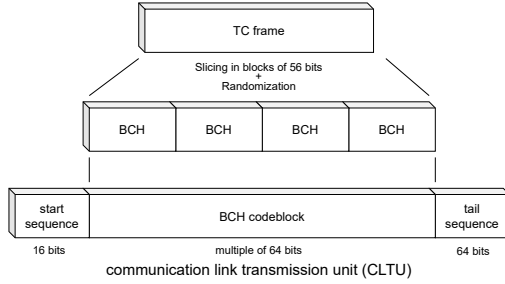 TC frame
Slicing in blocks of 56 bits
+
Randomization
BCH BCH BCH BCH
start
sequence
BCH codeblock
tail
sequence
16 bits multiple of 64 bits 64 bits
communication link transmission unit (CLTU)